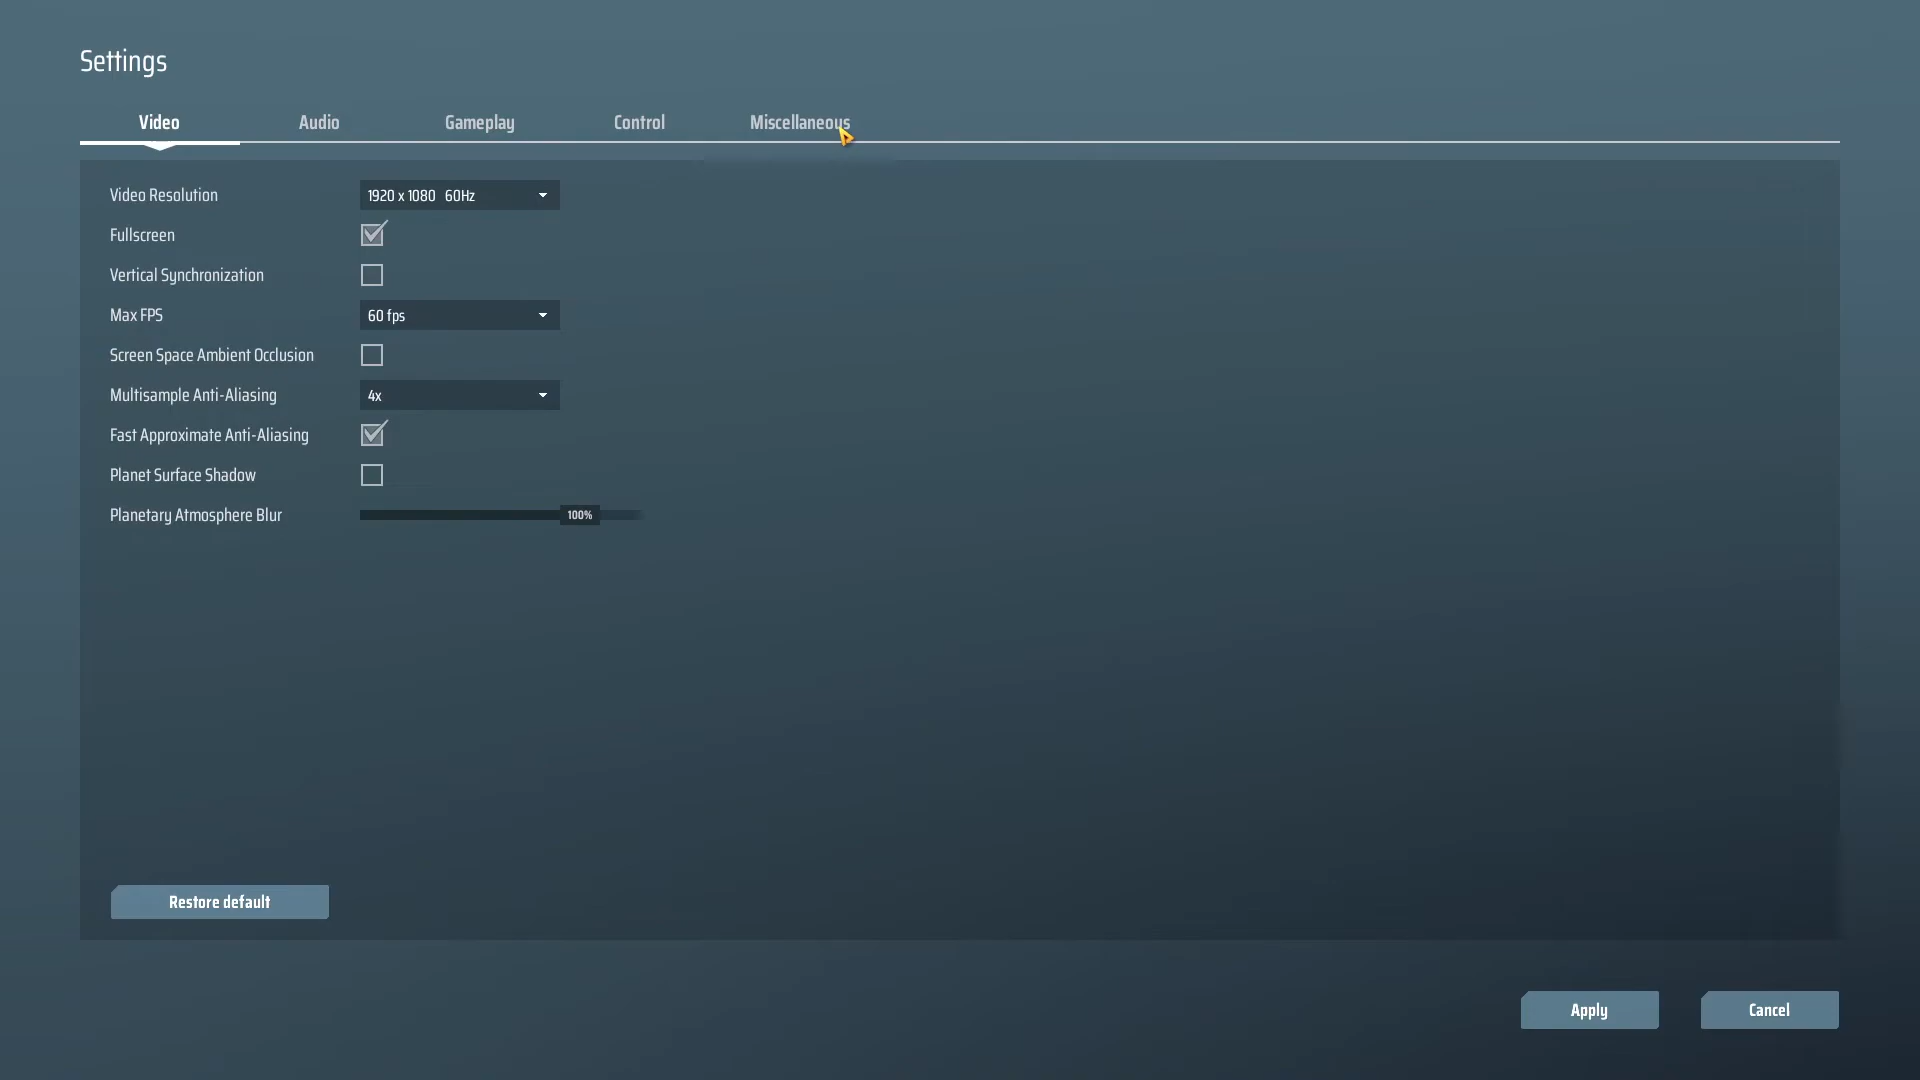 Settings
Video Audio Gameplay Control Miscellaneous
Video Resolution 1920 x 1080 60Hz
Fullscreen
Vertical Synchronization
Max FPS 60 fps
Screen Space Ambient Occlusion
Multisample Anti-Aliasing 4x
Fast Approximate Anti-Aliasing
Planet Surface Shadow
Planetary Atmosphere Blur 100%
Restore default
Apply Cancel